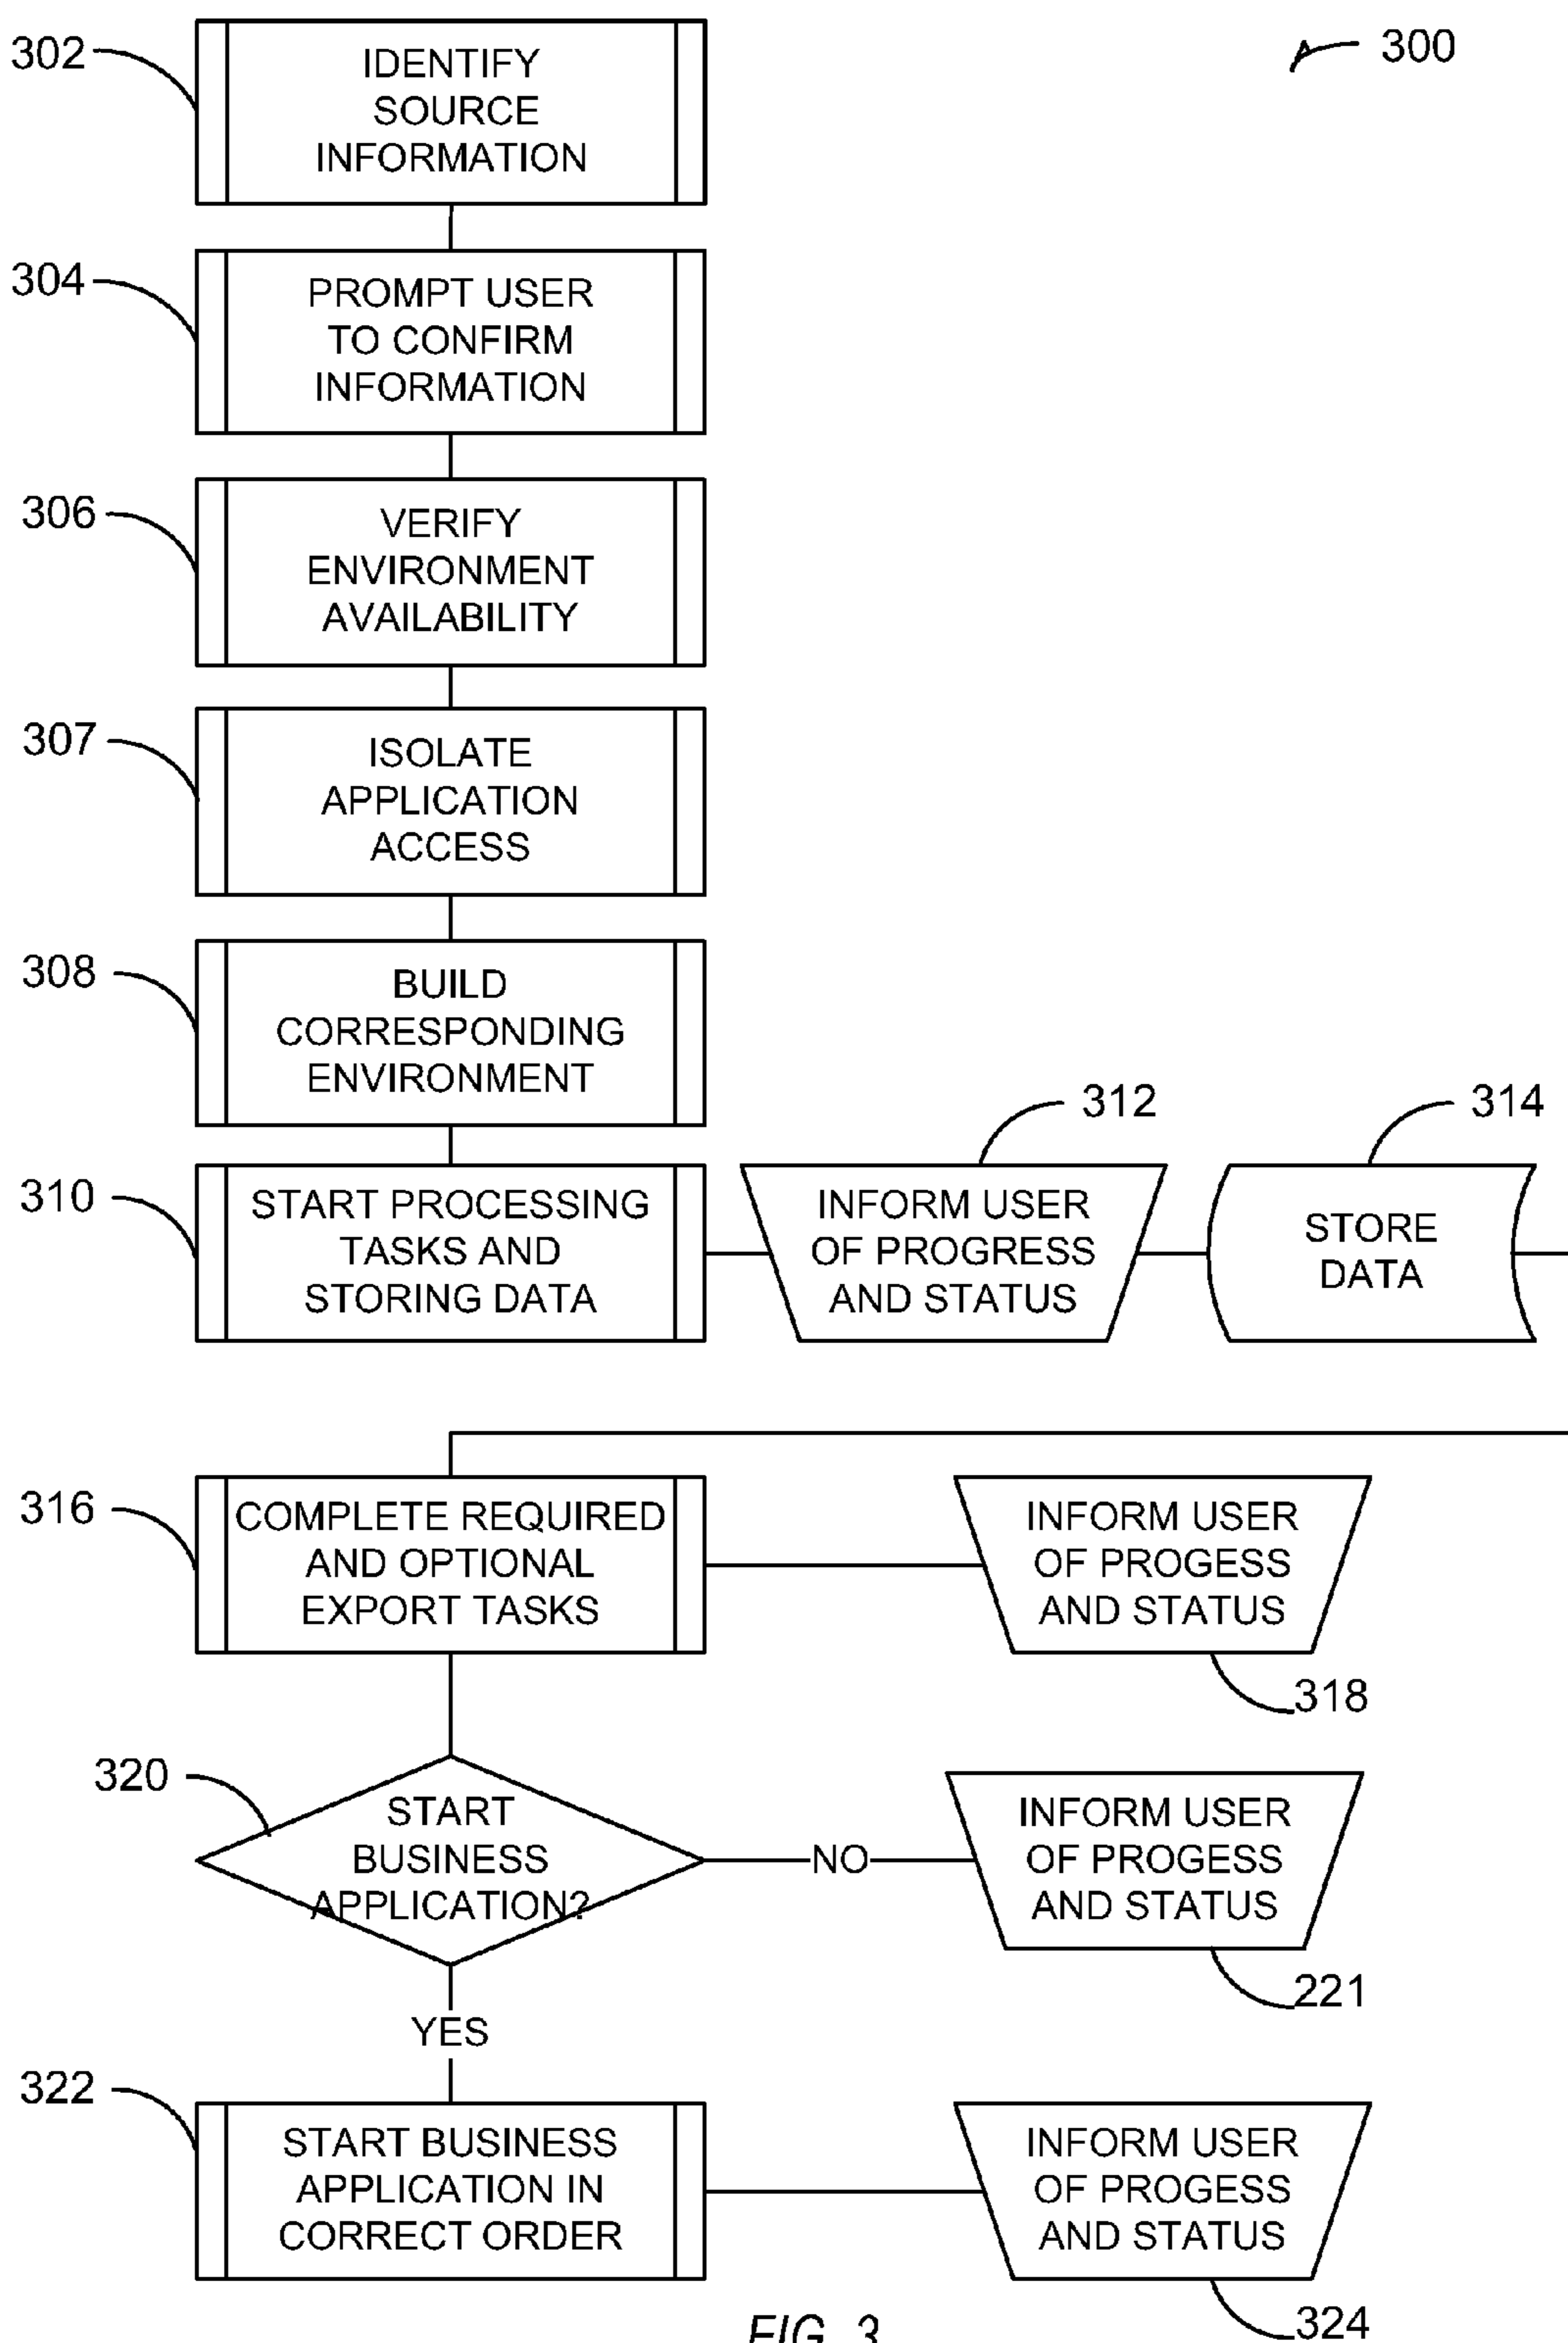 300
302
IDENTIFY
SOURCE
INFORMATION
304
PROMPT USER
TO CONFIRM
INFORMATION
306
VERIFY
ENVIRONMENT
AVAILABILITY
307
ISOLATE
APPLICATION
ACCESS
308
BUILD
CORRESPONDING
ENVIRONMENT
310
START PROCESSING
TASKS AND
STORING DATA
312
INFORM USER
OF PROGRESS
AND STATUS
314
STORE
DATA
316
COMPLETE REQUIRED
AND OPTIONAL
EXPORT TASKS
INFORM USER
OF PROGESS
AND STATUS
318
320
START
BUSINESS
APPLICATION?
NO
INFORM USER
OF PROGESS
AND STATUS
221
YES
322
START BUSINESS
APPLICATION IN
CORRECT ORDER
INFORM USER
OF PROGESS
AND STATUS
324
FIG. 3